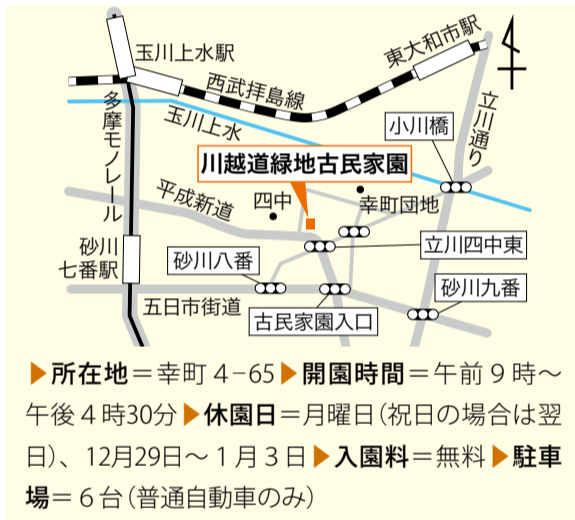 玉川上水駅
東大和市駅
西武拝島線
玉川上水
多摩モノレール
立川通り
小川橋
川越道緑地古民家園
平成新道
四中
幸町団地
立川四中東
砂川
七番駅
砂川八番
砂川九番
五日市街道
古民家園入口
▶所在地＝幸町4−65▶開園時間＝午前9時〜
午後4時30分▶休園日＝月曜日(祝日の場合は翌
日)、12月29日〜1月3日▶入園料＝無料▶駐車
場＝6台(普通自動車のみ)